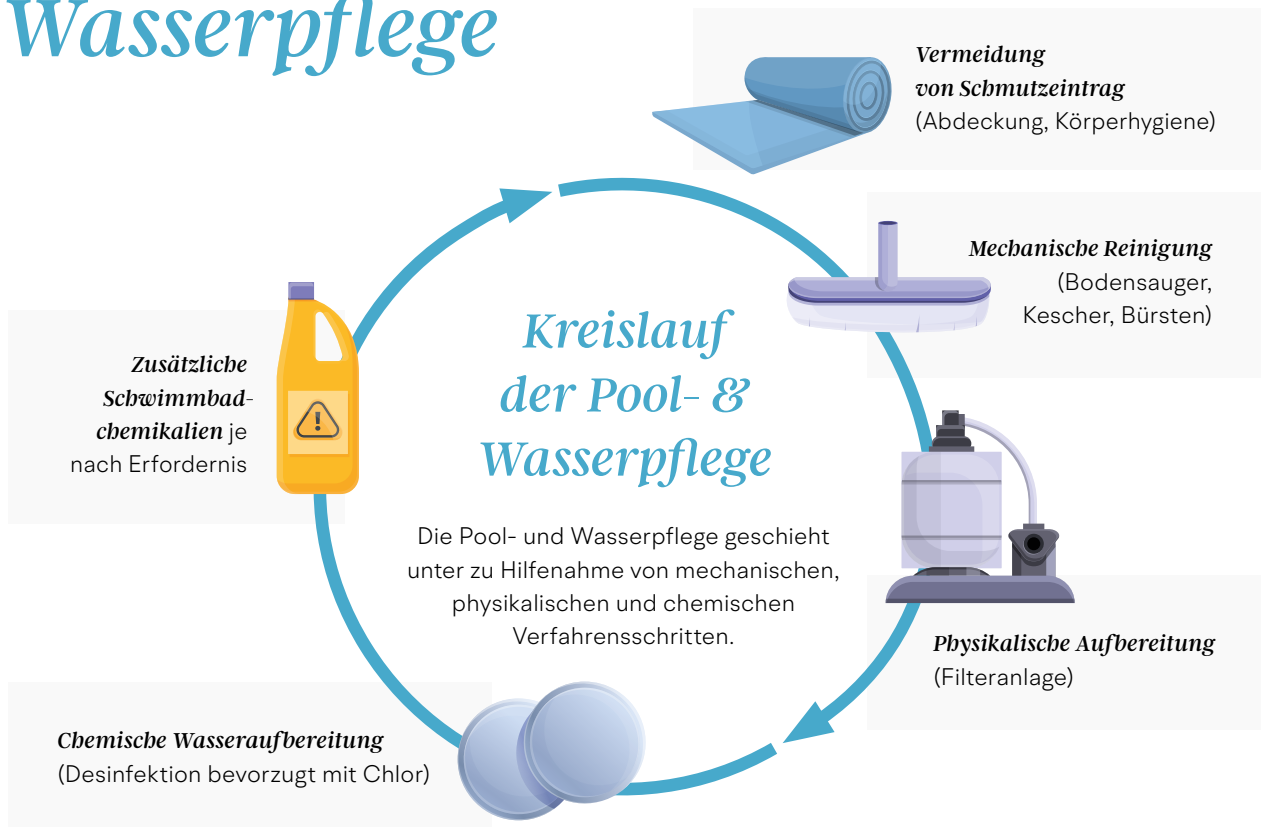 Wasserpflege
Vermeidung
von Schmutzeintrag
(Abdeckung, Körperhygiene)
Mechanische Reinigung
(Bodensauger,
Kescher, Bürsten)
Kreislauf
der Pool- &
Wasserpflege
Zusätzliche
Schwimmbad-
chemikalien je
nach Erfordernis
Die Pool- und Wasserpflege geschieht
unter zu Hilfenahme von mechanischen,
physikalischen und chemischen
Verfahrensschritten.
Physikalische Aufbereitung
(Filteranlage)
Chemische Wasseraufbereitung
(Desinfektion bevorzugt mit Chlor)